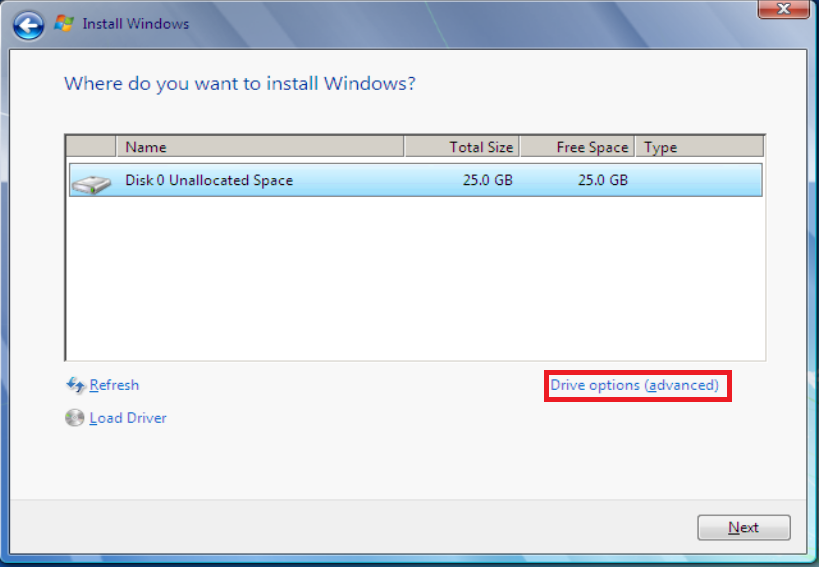 Install Windows
Where do you want to install Windows?
Name Total Size Free Space Type
Disk 0 Unallocated Space 25.0 GB 25.0 GB
Refresh Drive options (advanced)
Load Driver
Next